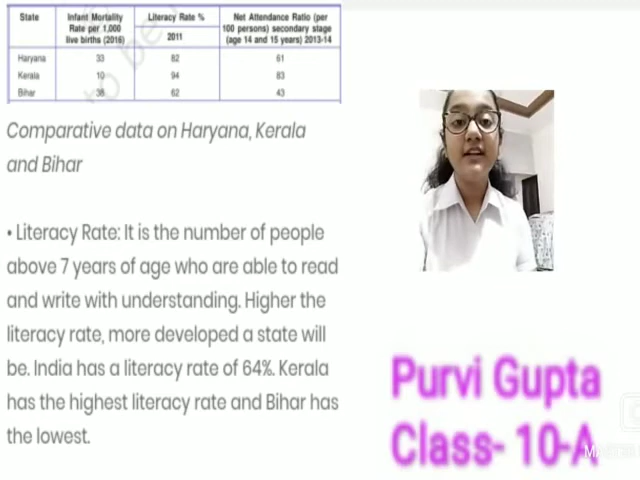 State Infant Mortality Rate per 1,000 live births (2016) Literacy Rate % 2011 Net Attendance Ratio (per 100 persons) secondary stage (age 14 and 15 years) 2013-14
Haryana 33 82 61
Kerala 10 94 83
Bihar 38 62 43
to be
Comparative data on Haryana, Kerala
and Bihar
• Literacy Rate: It is the number of people
above 7 years of age who are able to read
and write with understanding. Higher the
literacy rate, more developed a state will
be. India has a literacy rate of 64%. Kerala
has the highest literacy rate and Bihar has
the lowest.
Purvi Gupta
Class- 10-A